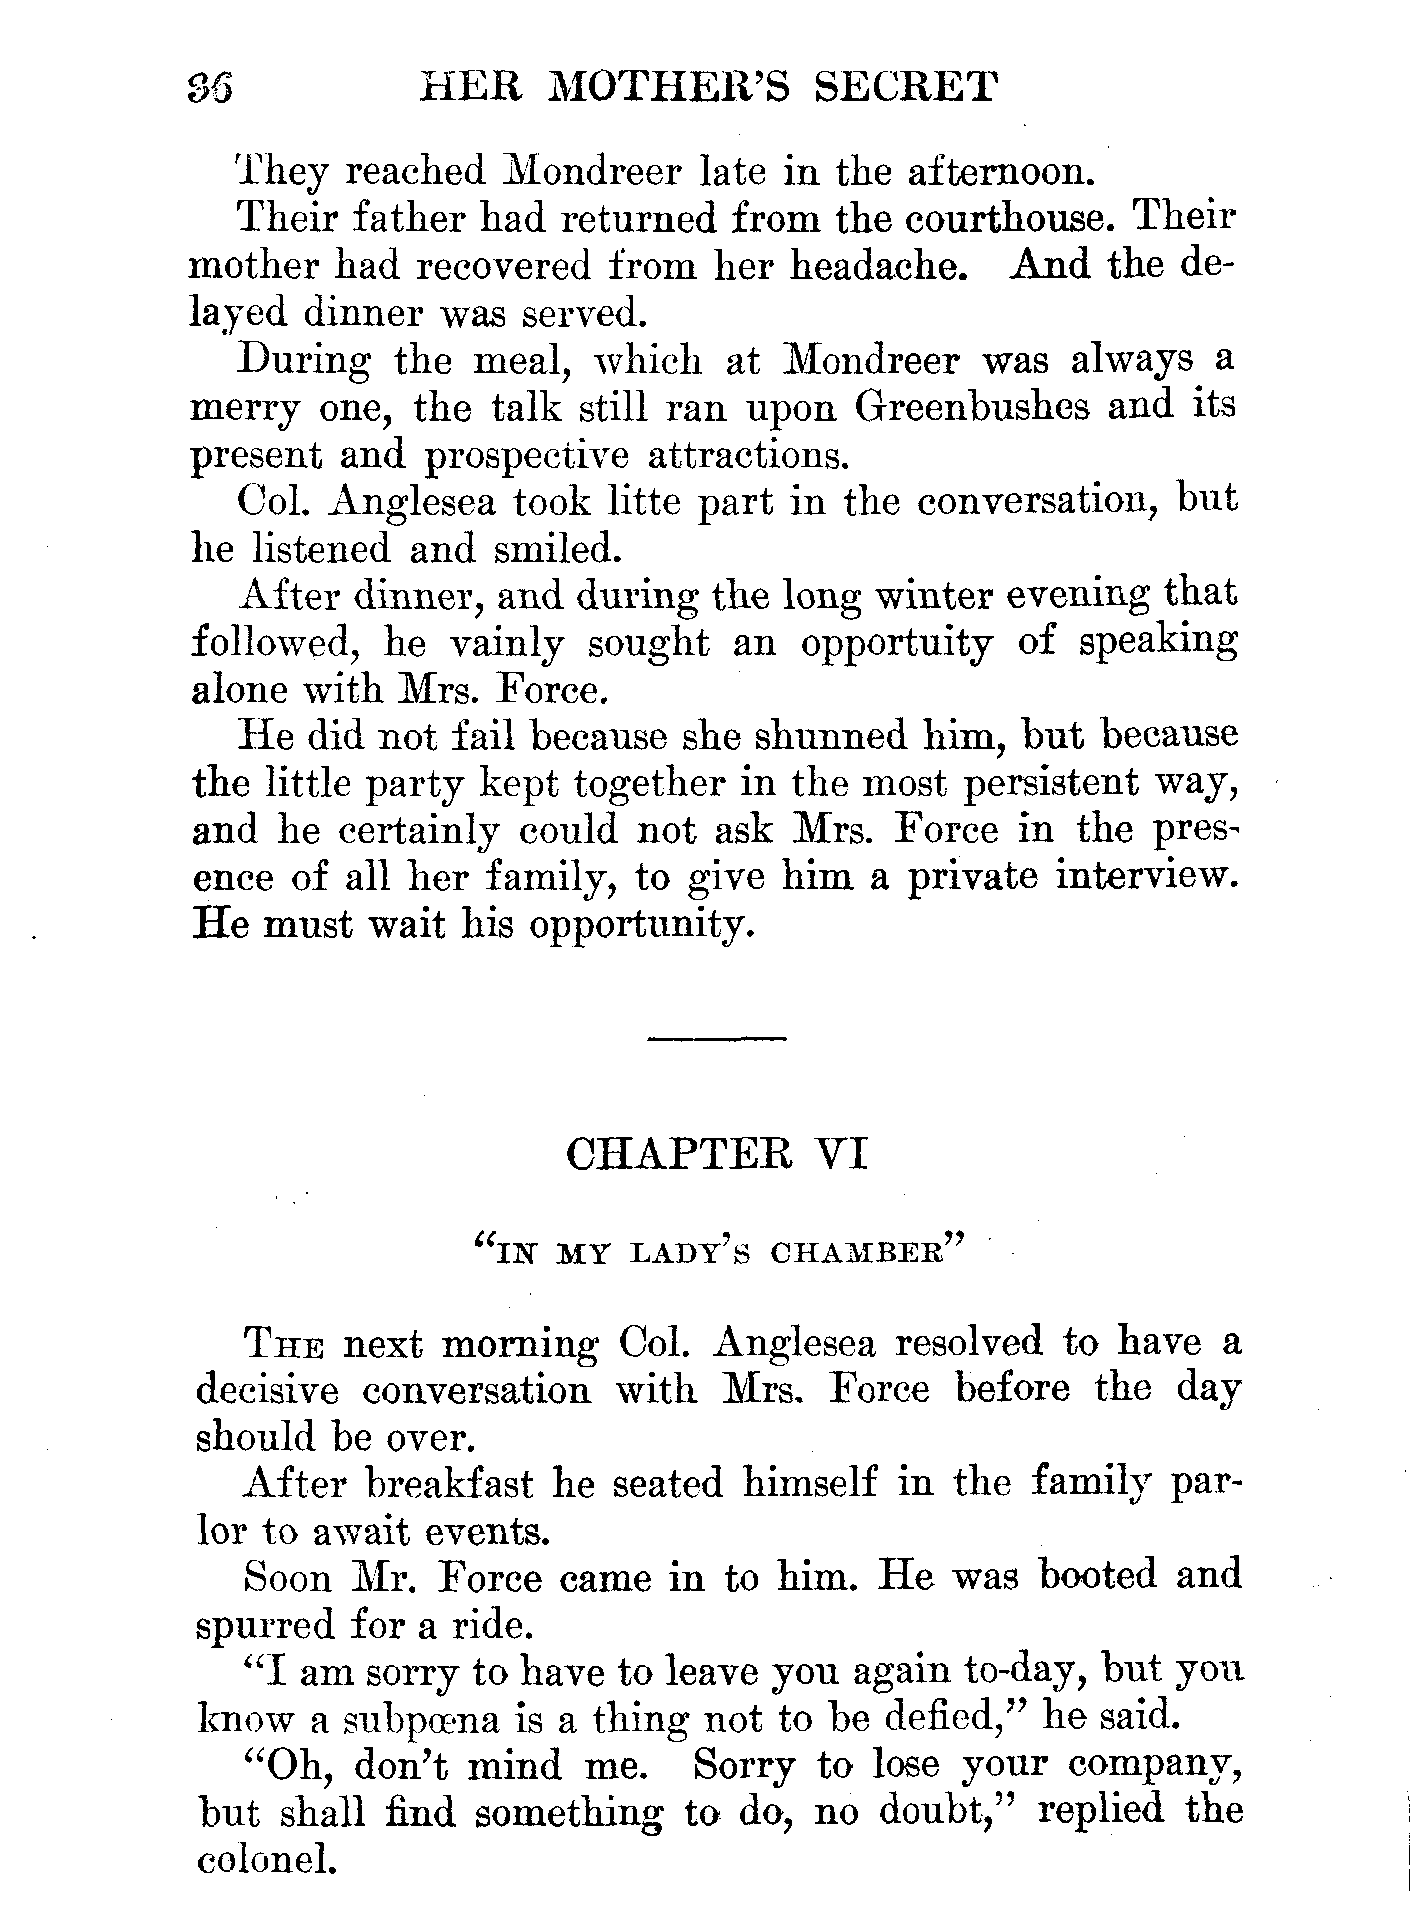 36 HER MOTHER'S SECRET
They reached Mondreer late in the afternoon.
Their father had returned from the courthouse. Their
mother had recovered from her headache. And the de-
layed dinner was served.
During the meal, which at Mondreer was always a
merry one, the talk still ran upon Greenbushes and its
present and prospective attractions.
Col. Anglesea took litte part in the conversation, but
he listened and smiled.
After dinner, and during the long winter evening that
followed, he vainly sought an opportuity of speaking
alone with Mrs. Force.
He did not fail because she shunned him, but because
the little party kept together in the most persistent way,
and he certainly could not ask Mrs. Force in the pres-
ence of all her family, to give him a private interview.
He must wait his opportunity.
CHAPTER VI
"IN MY LADY'S CHAMBER"
THE next morning Col. Anglesea resolved to have a
decisive conversation with Mrs. Force before the day
should be over.
After breakfast he seated himself in the family par-
lor to await events.
Soon Mr. Force came in to him. He was booted and
spurred for a ride.
"I am sorry to have to leave you again to-day, but you
know a subpœna is a thing not to be defied," he said.
"Oh, don't mind me. Sorry to lose your company,
but shall find something to do, no doubt," replied the
colonel.